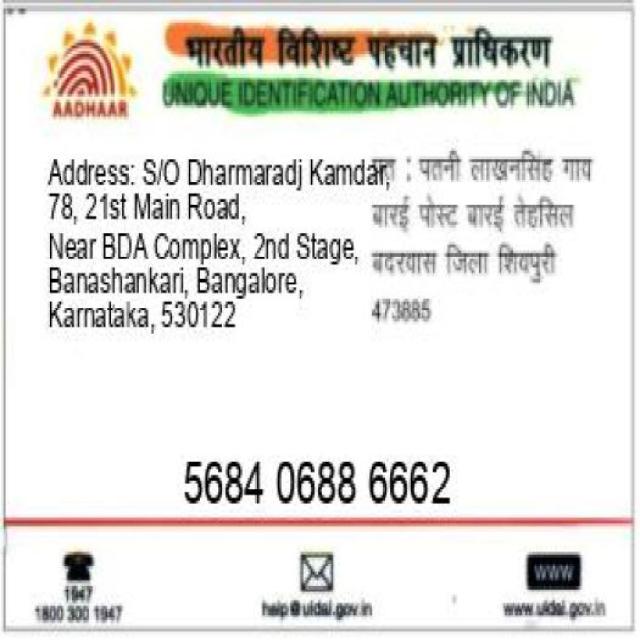 भारतीय विशिष्ट पहचान प्राधिकरण
UNIQUE IDENTIFICATION AUTHORITY OF INDIA
AADHAAR
Address: S/O Dharmaradj Kamdar,
78, 21st Main Road,
Near BDA Complex, 2nd Stage,
Banashankari, Bangalore,
Karnataka, 530122
: पतनी लाखनसिंह गाव
बारई पोस्ट बारई तेहसिल
बदरवास जिला शिवपुरी
473885
5684 0688 6662
1947
1800 300 1947
help@uidai.gov.in
WWW
www.uidai.gov.in